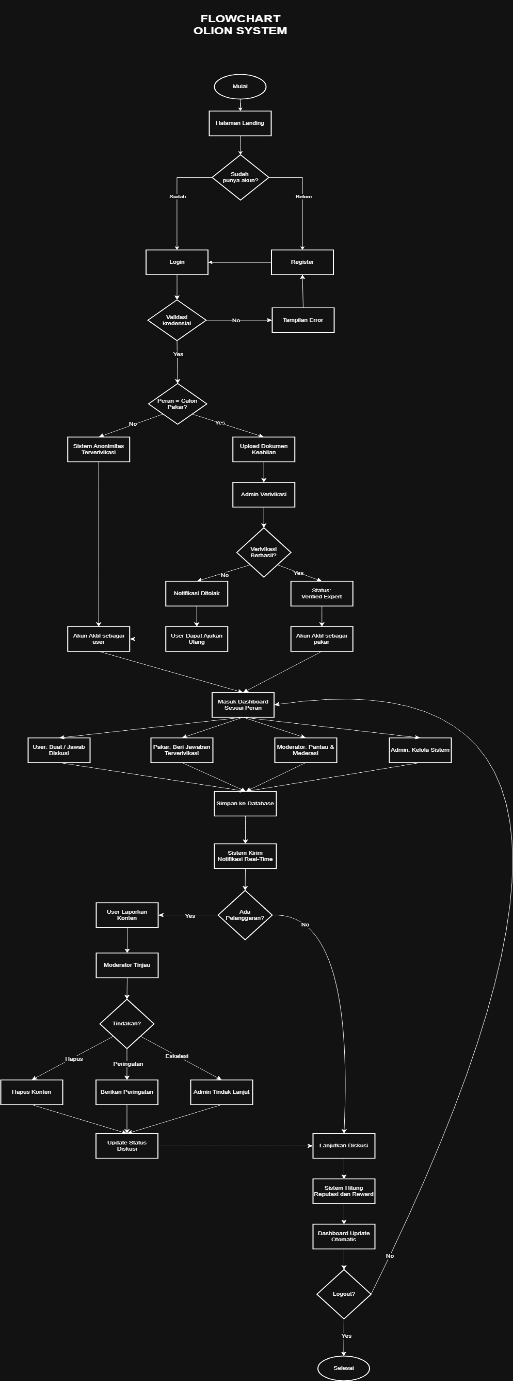 FLOWCHART
OLION SYSTEM
Mulai
Halaman Landing
Sudah
punya akun?
Sudah
Belum
Login
Register
Validasi
kredensial
No
Tampilan Error
Yes
Peran = Calon
Pakar?
No
Yes
Sistem Anonimitas
Terverivikasi
Upload Dokumen
Keahlian
Admin Verivikasi
Verivikasi
Berhasil?
No
Yes
Notifikasi Ditolak
Status:
Verified Expert
Akun Aktif sebagai
user
User Dapat Ajukan
Ulang
Akun Aktif sebagai
pakar
Masuk Dashboard
Sesuai Peran
User, Buat / Jawab
Diskusi
Pakar, Beri Jawaban
Terverivikasi
Moderator, Pantau &
Moderasi
Admin, Kelola Sistem
Simpan ke Database
Sistem Kirim
Notifikasi Real-Time
Ada
Pelanggaran?
Yes
No
User Laporkan
Konten
Moderator Tinjau
Tindakan?
Hapus
Peringatan
Eskalasi
Hapus Konten
Berikan Peringatan
Admin Tindak Lanjut
Update Status
Diskusi
Lanjutkan Diskusi
Sistem Hitung
Reputasi dan Reward
Dashboard Update
Otomatis
No
Logout?
Yes
Selesai